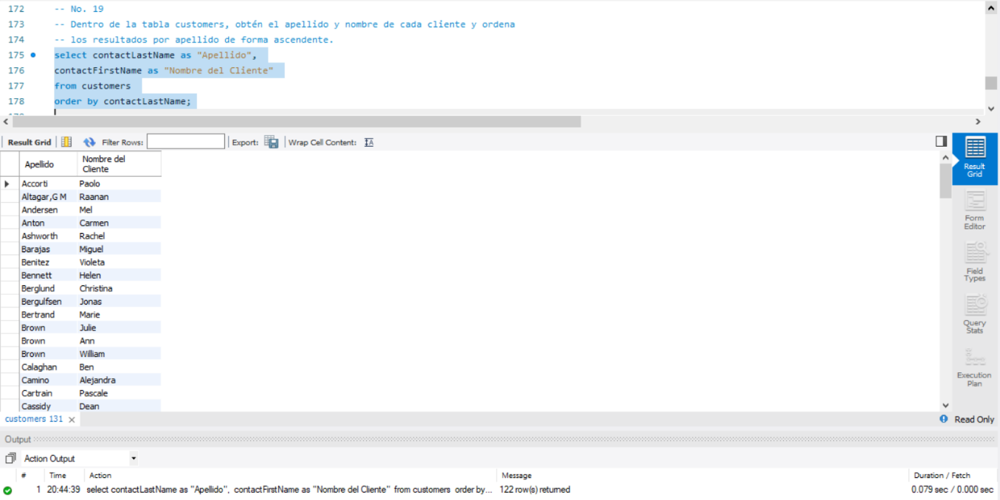 172 -- No. 19
173 -- Dentro de la tabla customers, obtén el apellido y nombre de cada cliente y ordena
174 -- los resultados por apellido de forma ascendente.
175 select contactLastName as "Apellido",
176 contactFirstName as "Nombre del Cliente"
177 from customers
178 order by contactLastName;
Result Grid Filter Rows: Export: Wrap Cell Content: IA
Apellido Nombre del Cliente
Accorti Paolo
Altagar,G M Raanan
Andersen Mel
Anton Carmen
Ashworth Rachel
Barajas Miguel
Benitez Violeta
Bennett Helen
Berglund Christina
Bergulfsen Jonas
Bertrand Marie
Brown Julie
Brown Ann
Brown William
Calaghan Ben
Camino Alejandra
Cartrain Pascale
Cassidy Dean
Result Grid
Form Editor
Field Types
Query Stats
Execution Plan
customers 131 Read Only
Output
Action Output
# Time Action Message Duration / Fetch
1 20:44:39 select contactLastName as "Apellido", contactFirstName as "Nombre del Cliente" from customers order by... 122 row(s) returned 0.079 sec / 0.000 sec